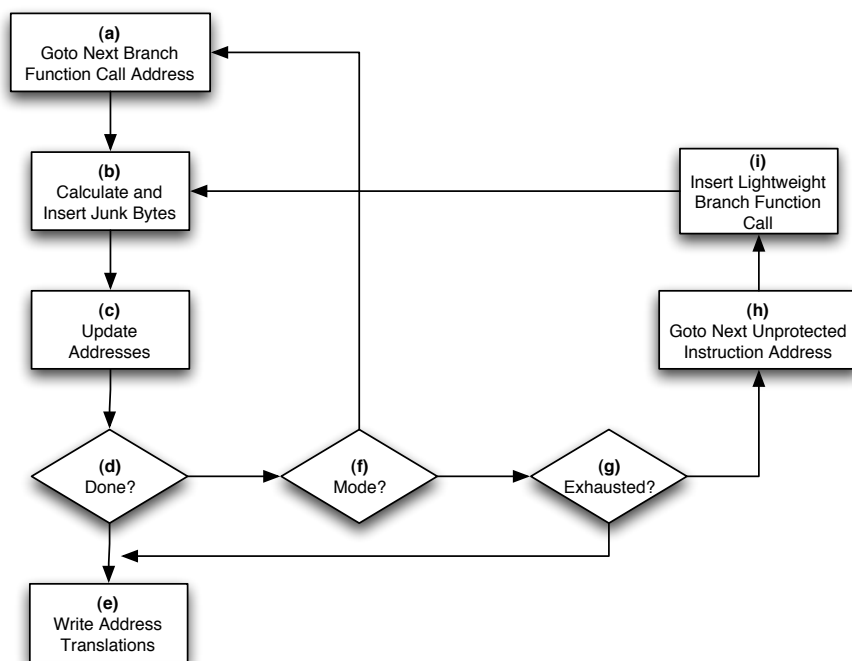 (a)
Goto Next Branch
Function Call Address
(b)
Calculate and
Insert Junk Bytes
(i)
Insert Lightweight
Branch Function
Call
(c)
Update
Addresses
(h)
Goto Next Unprotected
Instruction Address
(d)
Done?
(f)
Mode?
(g)
Exhausted?
(e)
Write Address
Translations